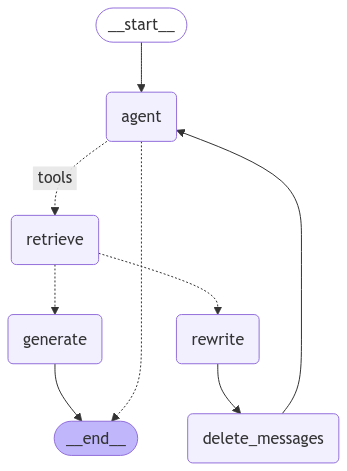 __start__
agent
tools
retrieve
generate
rewrite
__end__
delete_messages